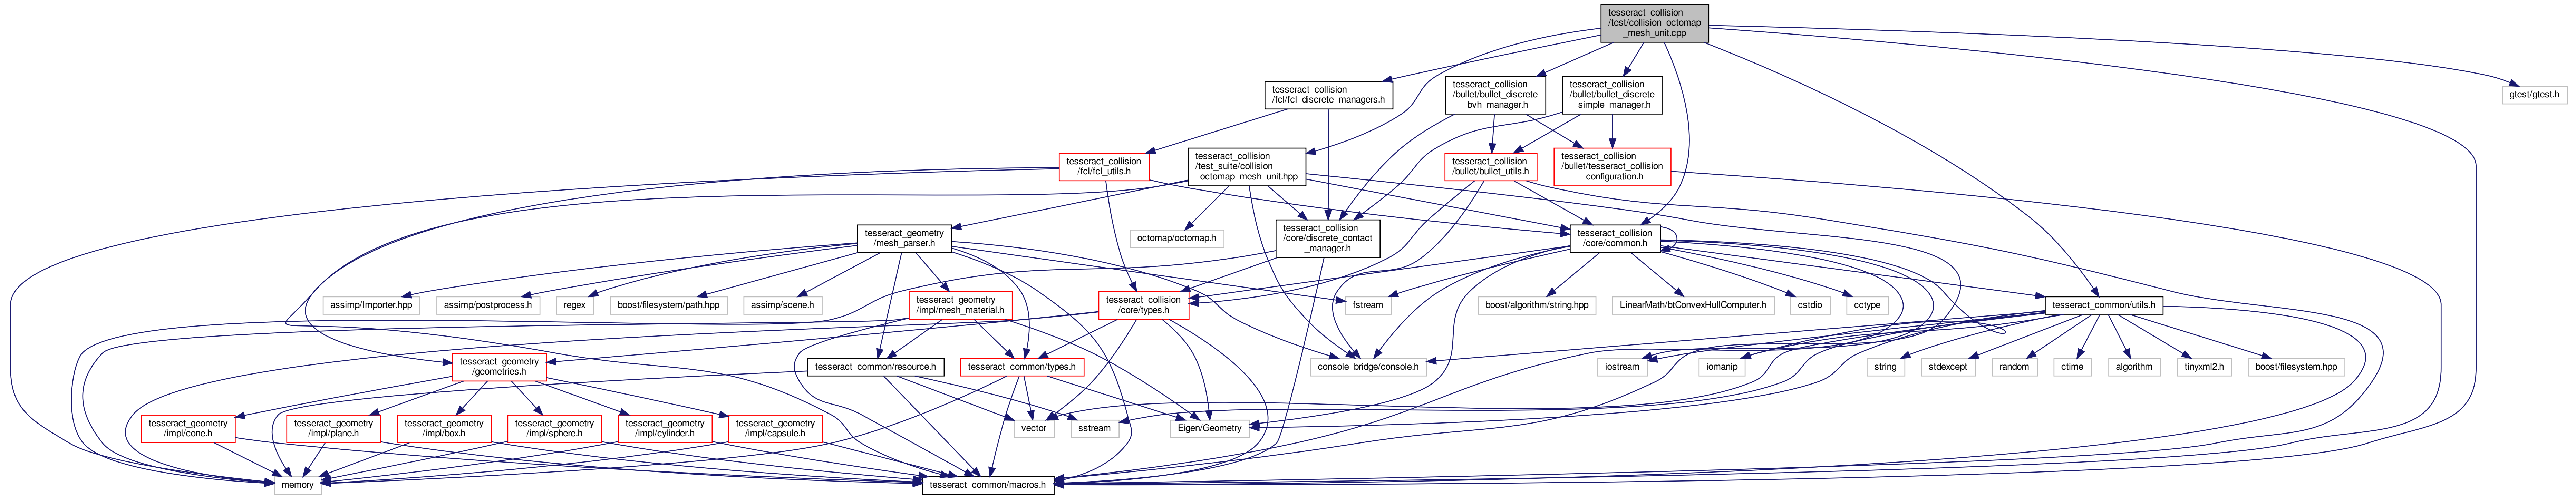 tesseract_collision
/test/collision_octomap
_mesh_unit.cpp
tesseract_collision
/fcl/fcl_discrete_managers.h
tesseract_collision
/bullet/bullet_discrete
_bvh_manager.h
tesseract_collision
/bullet/bullet_discrete
_simple_manager.h
gtest/gtest.h
tesseract_collision
/fcl/fcl_utils.h
tesseract_collision
/test_suite/collision
_octomap_mesh_unit.hpp
tesseract_collision
/bullet/bullet_utils.h
tesseract_collision
/bullet/tesseract_collision
_configuration.h
tesseract_geometry
/mesh_parser.h
octomap/octomap.h
tesseract_collision
/core/discrete_contact
_manager.h
tesseract_collision
/core/common.h
assimp/Importer.hpp
assimp/postprocess.h
regex
boost/filesystem/path.hpp
assimp/scene.h
tesseract_geometry
/impl/mesh_material.h
tesseract_collision
/core/types.h
fstream
boost/algorithm/string.hpp
LinearMath/btConvexHullComputer.h
cstdio
cctype
tesseract_common/utils.h
tesseract_geometry
/geometries.h
tesseract_common/resource.h
tesseract_common/types.h
console_bridge/console.h
iostream
iomanip
string
stdexcept
random
ctime
algorithm
tinyxml2.h
boost/filesystem.hpp
tesseract_geometry
/impl/cone.h
tesseract_geometry
/impl/plane.h
tesseract_geometry
/impl/box.h
tesseract_geometry
/impl/sphere.h
tesseract_geometry
/impl/cylinder.h
tesseract_geometry
/impl/capsule.h
vector
sstream
Eigen/Geometry
memory
tesseract_common/macros.h